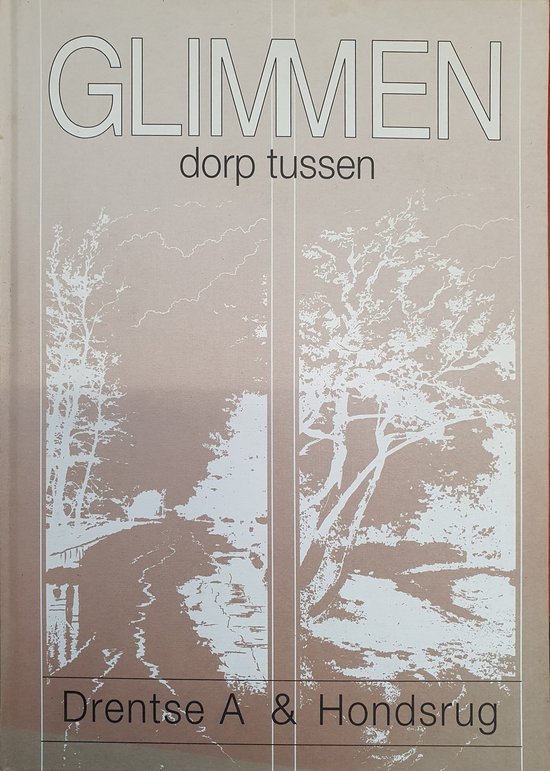 GLIMMEN
dorp tussen
Drentse A & Hondsrug